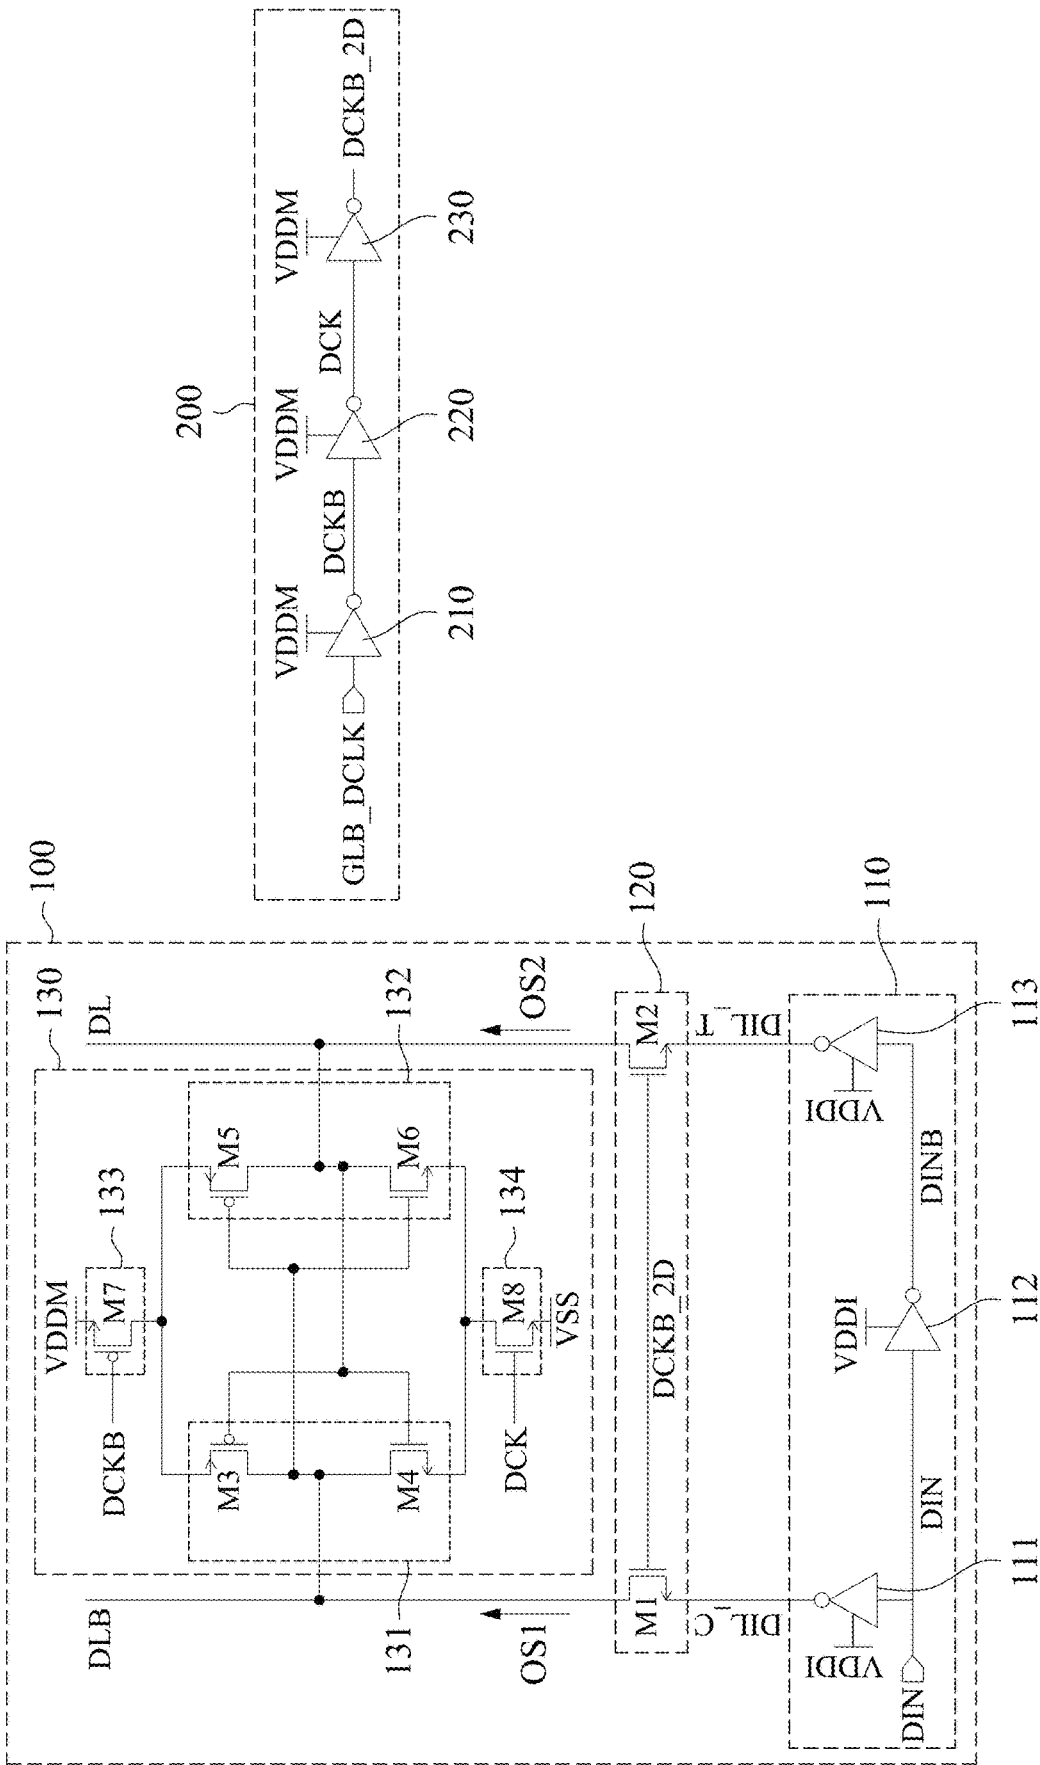 100
130
DLB
DL
VDDM
133
M7
DCKB
131
132
M3
M5
M4
M6
134
M8
DCK
VSS
OS1
OS2
120
M1
M2
DCKB_2D
DIL_C
DIL_T
110
VDDI
VDDI
VDDI
DIN
DIN
DINB
111
112
113
200
VDDM
VDDM
VDDM
GLB_DCLK
DCKB
DCK
DCKB_2D
210
220
230